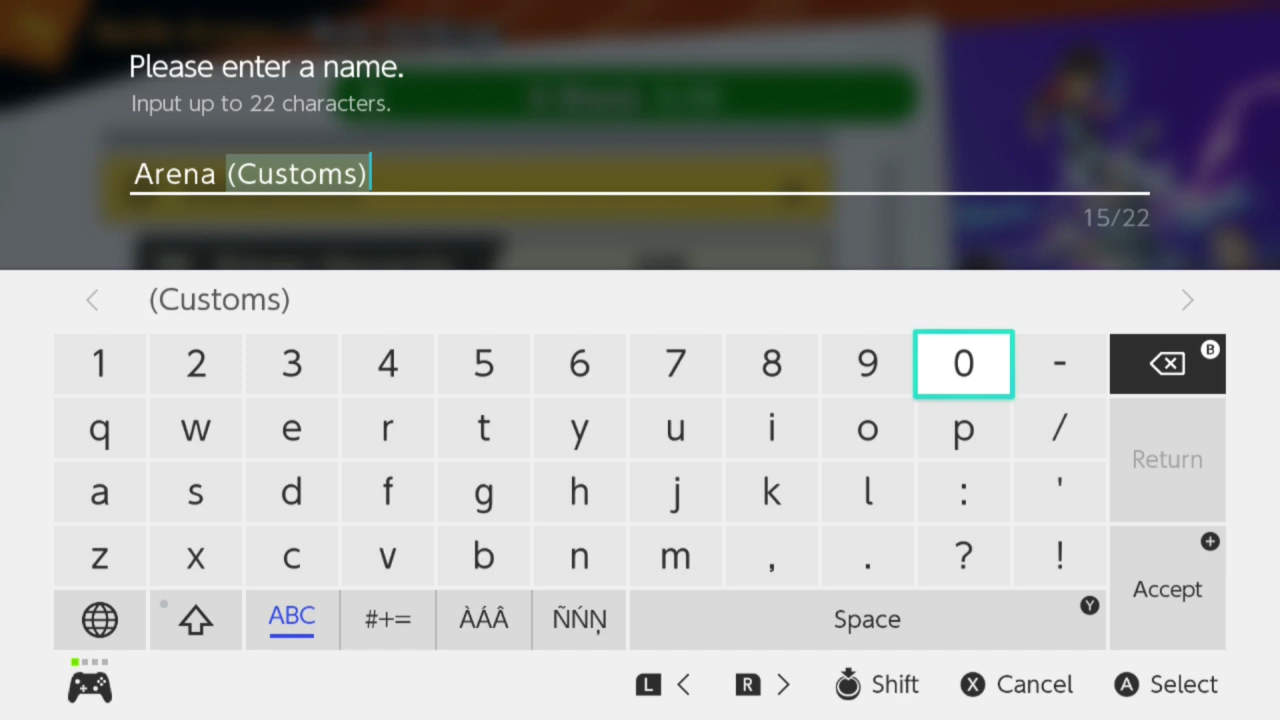 Please enter a name.
Input up to 22 characters.
Arena (Customs)
15/22
(Customs)
1 2 3 4 5 6 7 8 9 0 -
B
q w e r t y u i o p /
Return
a s d f g h j k l : '
z x c v b n m , . ? !
+
Accept
ABC #+= ÀÁÂ ÑŃŅ Space Y
L < R > Shift X Cancel A Select